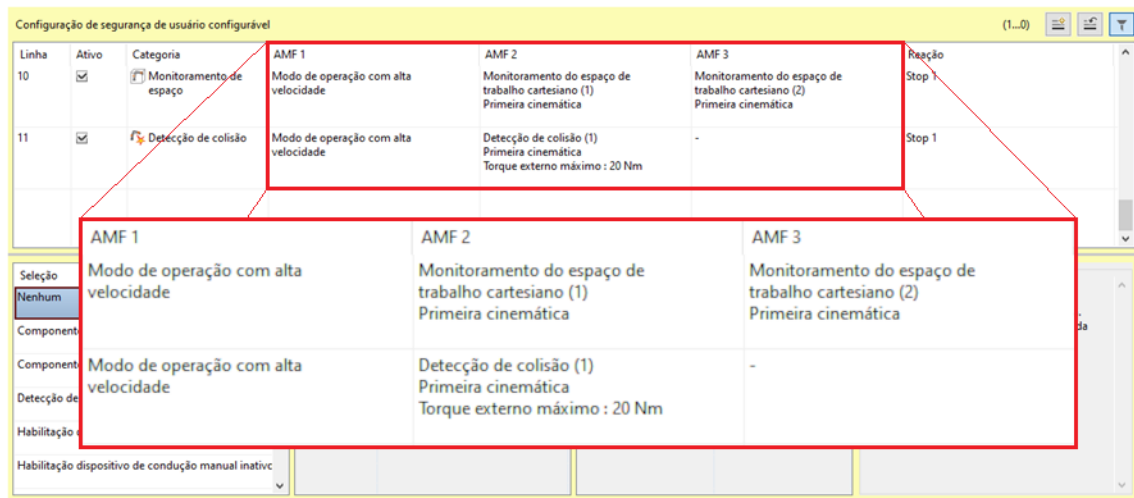 Configuração de segurança de usuário configurável
(1...0)
Linha Ativo Categoria AMF 1 AMF 2 AMF 3 Reação
10 Monitoramento de espaço Modo de operação com alta velocidade Monitoramento do espaço de trabalho cartesiano (1) Primeira cinemática Monitoramento do espaço de trabalho cartesiano (2) Primeira cinemática Stop 1
11 Detecção de colisão Modo de operação com alta velocidade Detecção de colisão (1) Primeira cinemática Torque externo máximo : 20 Nm - Stop 1
AMF 1 AMF 2 AMF 3
Modo de operação com alta Monitoramento do espaço de Monitoramento do espaço de
velocidade trabalho cartesiano (1) trabalho cartesiano (2)
Primeira cinemática Primeira cinemática
Modo de operação com alta Detecção de colisão (1) -
velocidade Primeira cinemática
Torque externo máximo : 20 Nm
Seleção
Nenhum
Component
Component
Detecção de
Habilitação
Habilitação dispositivo de condução manual inativo